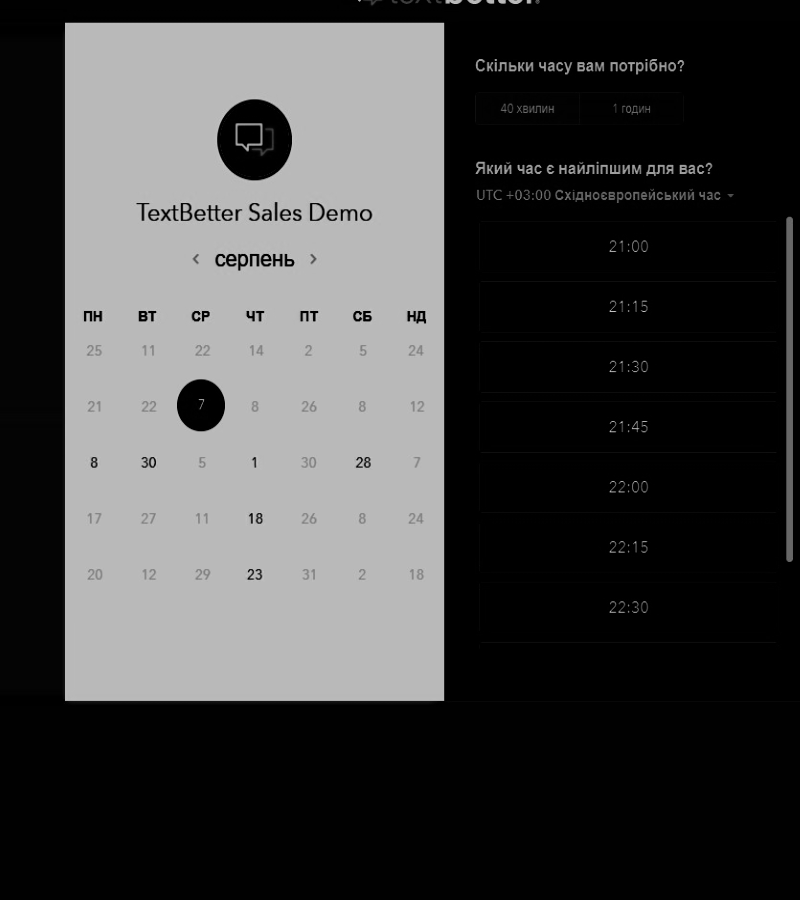 textbetter.
TextBetter Sales Demo
серпень
ПН ВТ СР ЧТ ПТ СБ НД
25 11 22 14 2 5 24
21 22 7 8 26 8 12
8 30 5 1 30 28 7
17 27 11 18 26 8 24
20 12 29 23 31 2 18
Скільки часу вам потрібно?
40 хвилин 1 годин
Який час є найліпшим для вас?
UTC +03:00 Східноєвропейський час
21:00
21:15
21:30
21:45
22:00
22:15
22:30